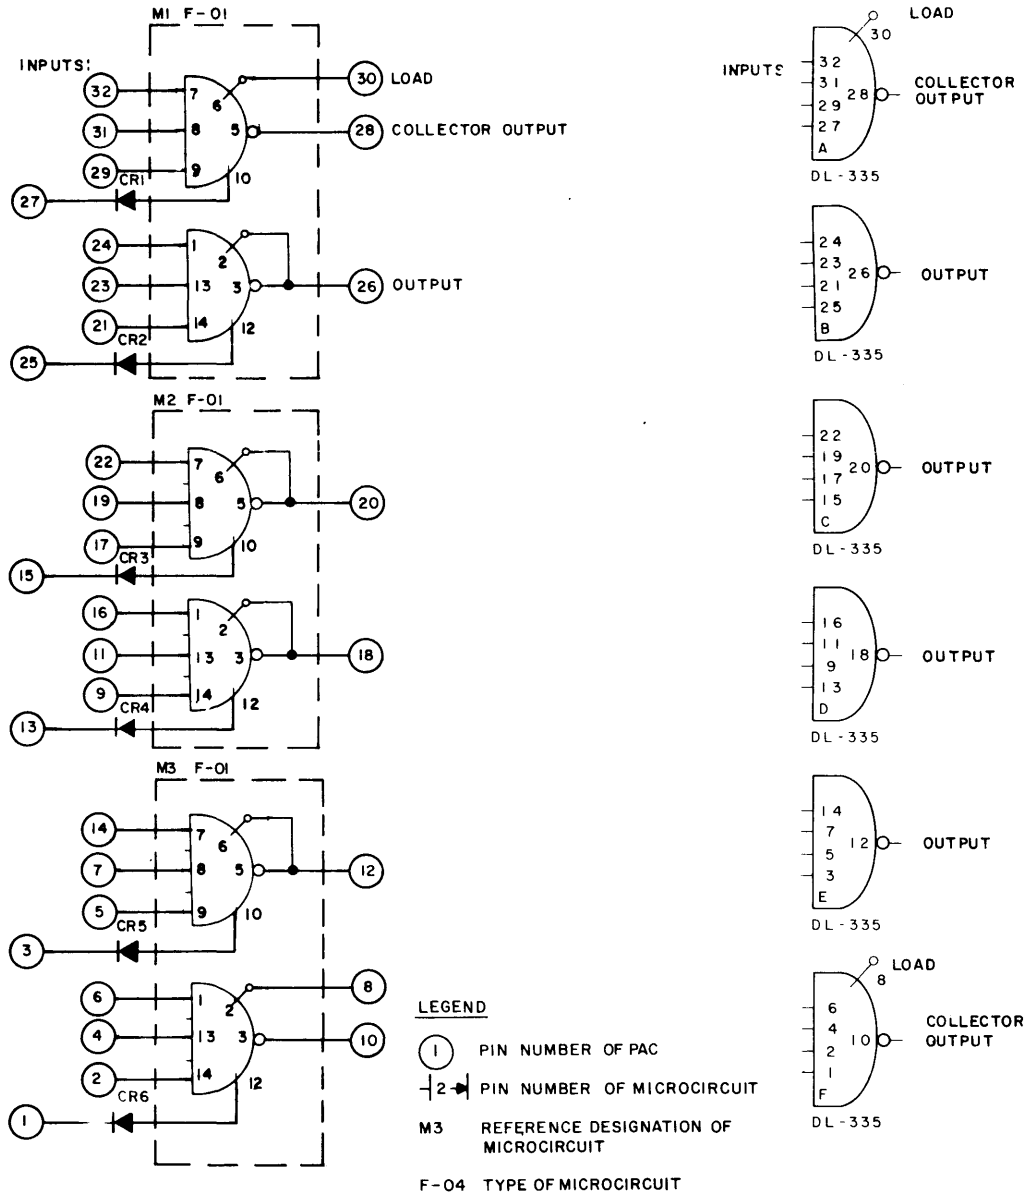 M1 F-01
INPUTS:
32 7 6 30 LOAD
31 8 5 28 COLLECTOR OUTPUT
29 9 10
CR1
27
24 1 2
23 13 3 26 OUTPUT
21 14 12
CR2
25
M2 F-01
22 7 6
19 8 5 20
17 9 10
CR3
15
16 1 2
11 13 3 18
9 14 12
CR4
13
M3 F-01
14 7 6
7 8 5 12
5 9 10
CR5
3
6 1 2 8
4 13 3 10
2 14 12
CR6
1
LEGEND
1 PIN NUMBER OF PAC
2 PIN NUMBER OF MICROCIRCUIT
M3 REFERENCE DESIGNATION OF
MICROCIRCUIT
F-04 TYPE OF MICROCIRCUIT
LOAD
30
INPUTS
32
31
29
27
28
COLLECTOR
OUTPUT
A
DL-335
24
23
21
25
26
OUTPUT
B
DL-335
22
19
17
15
20
OUTPUT
C
DL-335
16
11
9
13
18
OUTPUT
D
DL-335
14
7
5
3
12
OUTPUT
E
DL-335
LOAD
8
6
4
2
1
10
COLLECTOR
OUTPUT
F
DL-335